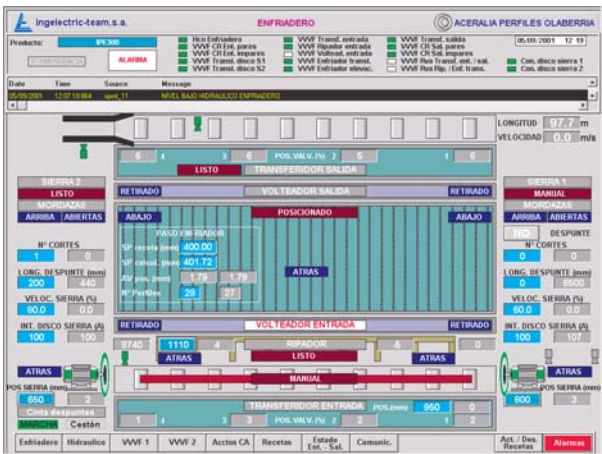 ingelectric-team,s.a. ENFRIADERO ACERALIA PERFILES OLABERRIA
Producto: IPE300
ALARMA
Hco Enfriadero VVVF Transf. entrada VVVF Transf. salida 05/09/2001 12 19
VVVF CR Ent. pares VVVF Ripador entrada VVVF CR Sal. pares
VVVF CR Ent. impares VVVF Voltead. entrada VVVF CR Sal. impares
VVVF Transl. disco S1 VVVF Enfriador transl. VVVF Rva Transf. ent. / sal. Con. disco sierra 1
VVVF Transl. disco S2 VVVF Enfriador elevac. VVVF Rva Rip. / Enf. trans. Con. disco sierra 2
Date Time Source Message
05/09/2001 12:07:18.864 NIVEL BAJO HIDRAULICO ENFRIADERO
LONGITUD 97.7 m
VELOCIDAD 0.0 m/s
6 4 3 6 POS. VALV. (%) 2 6 1 6
LISTO TRANSFERIDOR SALIDA
SIERRA 2 SIERRA 1
LISTO RETIRADO VOLTEADOR SALIDA RETIRADO MANUAL
MORDAZAS MORDAZAS
ARRIBA ABIERTAS ABAJO POSICIONADO ABAJO ARRIBA ABIERTAS
PASO ENFRIADOR NO DESPUNTE
Nº CORTES SP receta (mm) 400.00 Nº CORTES
1 0 SP calcul. (mm) 401.72 0 0
LONG. DESPUNTE (mm) AV pos. (mm) 1.79 1.79 ATRAS LONG. DESPUNTE (mm)
200 440 Nº Perfiles 28 27 0 6500
VELOC. SIERRA (%) VELOC. SIERRA (%)
80.0 0.0 60.0 0.0
INT. DISCO SIERRA (A) RETIRADO VOLTEADOR ENTRADA RETIRADO INT. DISCO SIERRA (A)
100 100 8740 1110 4 RIPADOR -5 0 100 107
ATRAS ATRAS LISTO ATRAS ATRAS
POS SIERRA (mm) MANUAL POS SIERRA (mm)
650 2 TRANSFERIDOR ENTRADA POS.(mm) 950 0 800 3
Cinta despuntes
MARCHA Cestón 1 4 3 3 POS. VALV. (%) 2 2 1 2
Enfriadero Hidraulico VVVF 1 VVVF 2 Acctos CA Recetas Estado Ent. - Sal. Comunic. Act. / Des. Recetas Alarmas